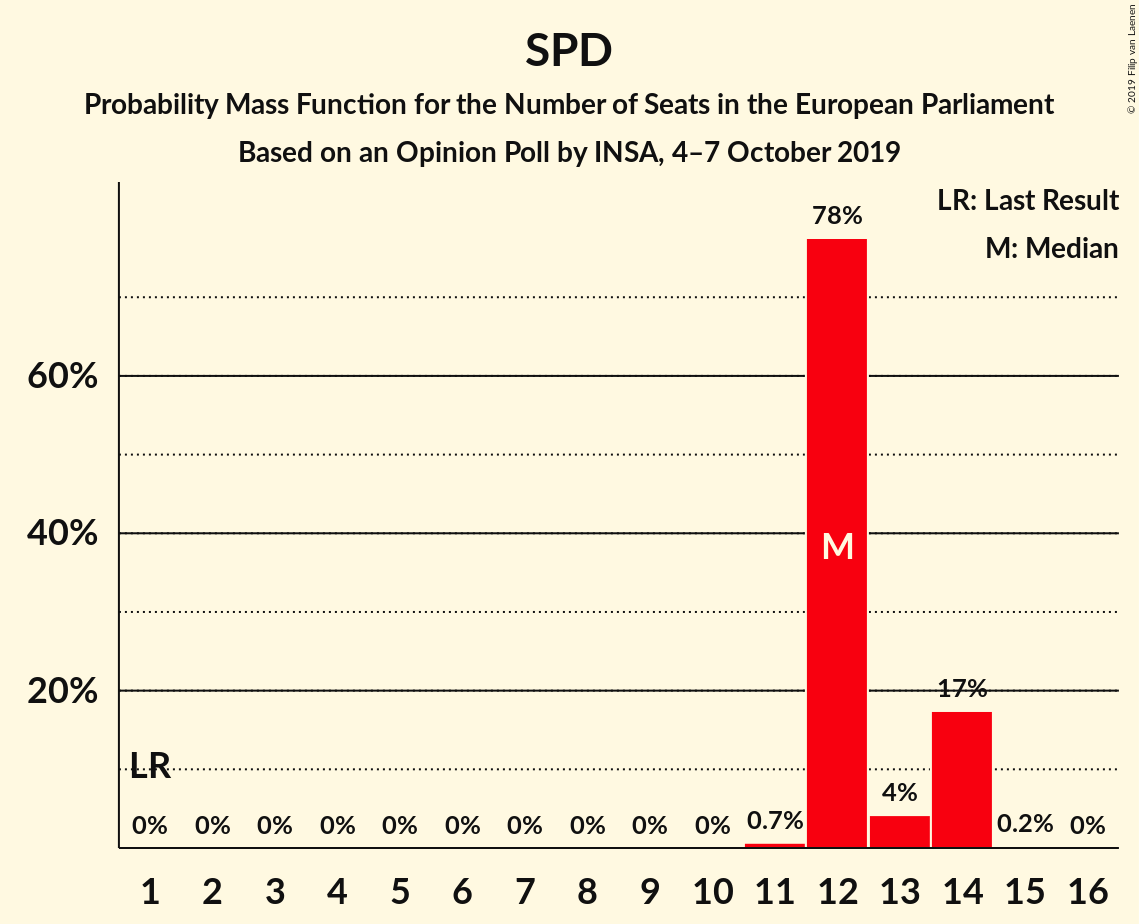 SPD
Probability Mass Function for the Number of Seats in the European Parliament
Based on an Opinion Poll by INSA, 4–7 October 2019
© 2019 Filip van Laenen
LR: Last Result
M: Median
78%
60%
40%
M
20%
17%
LR
4%
0% 0% 0% 0% 0% 0% 0% 0% 0% 0% 0.7% 0.2% 0%
1 2 3 4 5 6 7 8 9 10 11 12 13 14 15 16